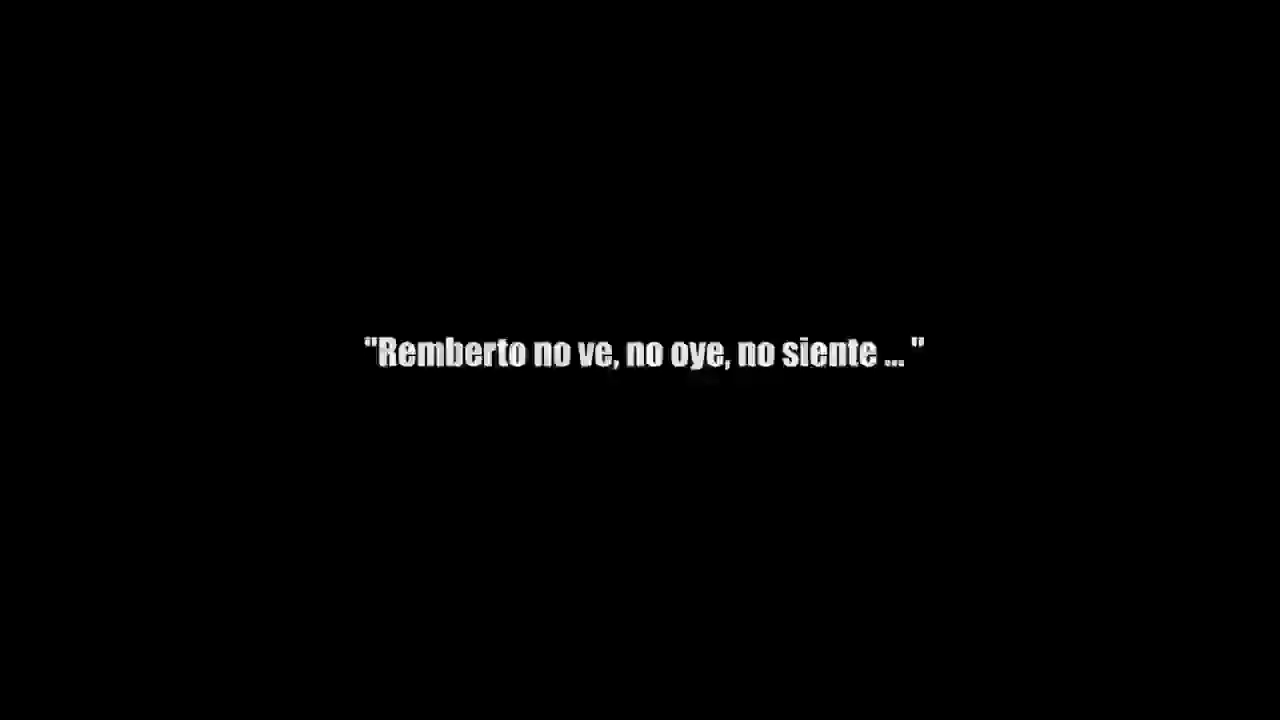 "Remberto no ve, no oye, no siente ... "